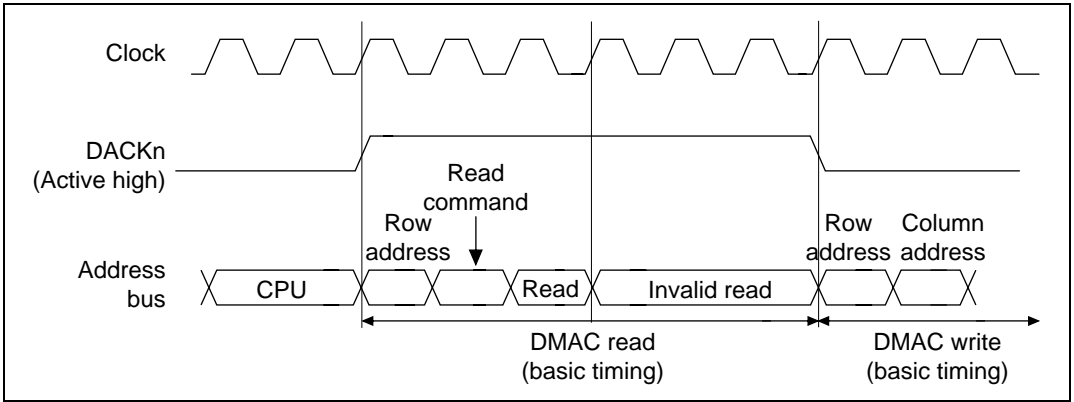 Clock
DACKn
(Active high)
Read
command
Row
address
Row
address
Column
address
Address
bus
CPU
Read
Invalid read
DMAC read
(basic timing)
DMAC write
(basic timing)